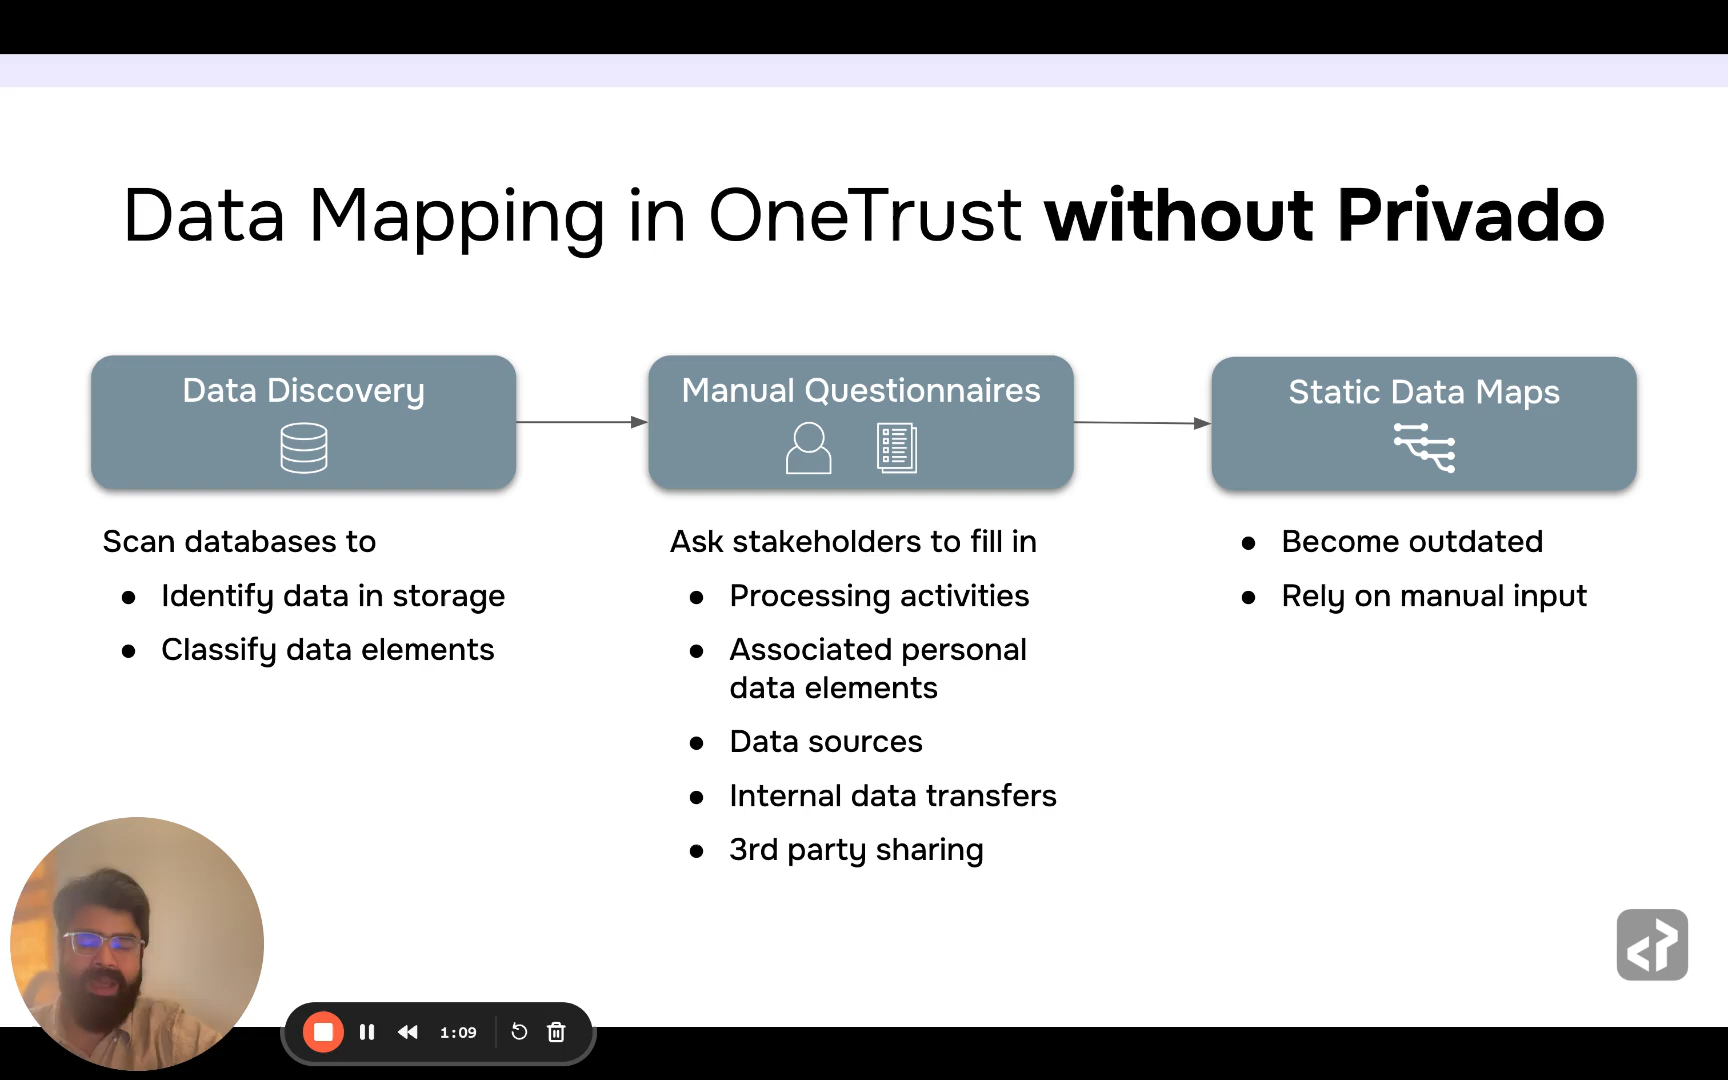 Data Mapping in OneTrust without Privado
Data Discovery
Scan databases to
● Identify data in storage
● Classify data elements
Manual Questionnaires
Ask stakeholders to fill in
● Processing activities
● Associated personal
data elements
● Data sources
● Internal data transfers
● 3rd party sharing
Static Data Maps
● Become outdated
● Rely on manual input
1:09